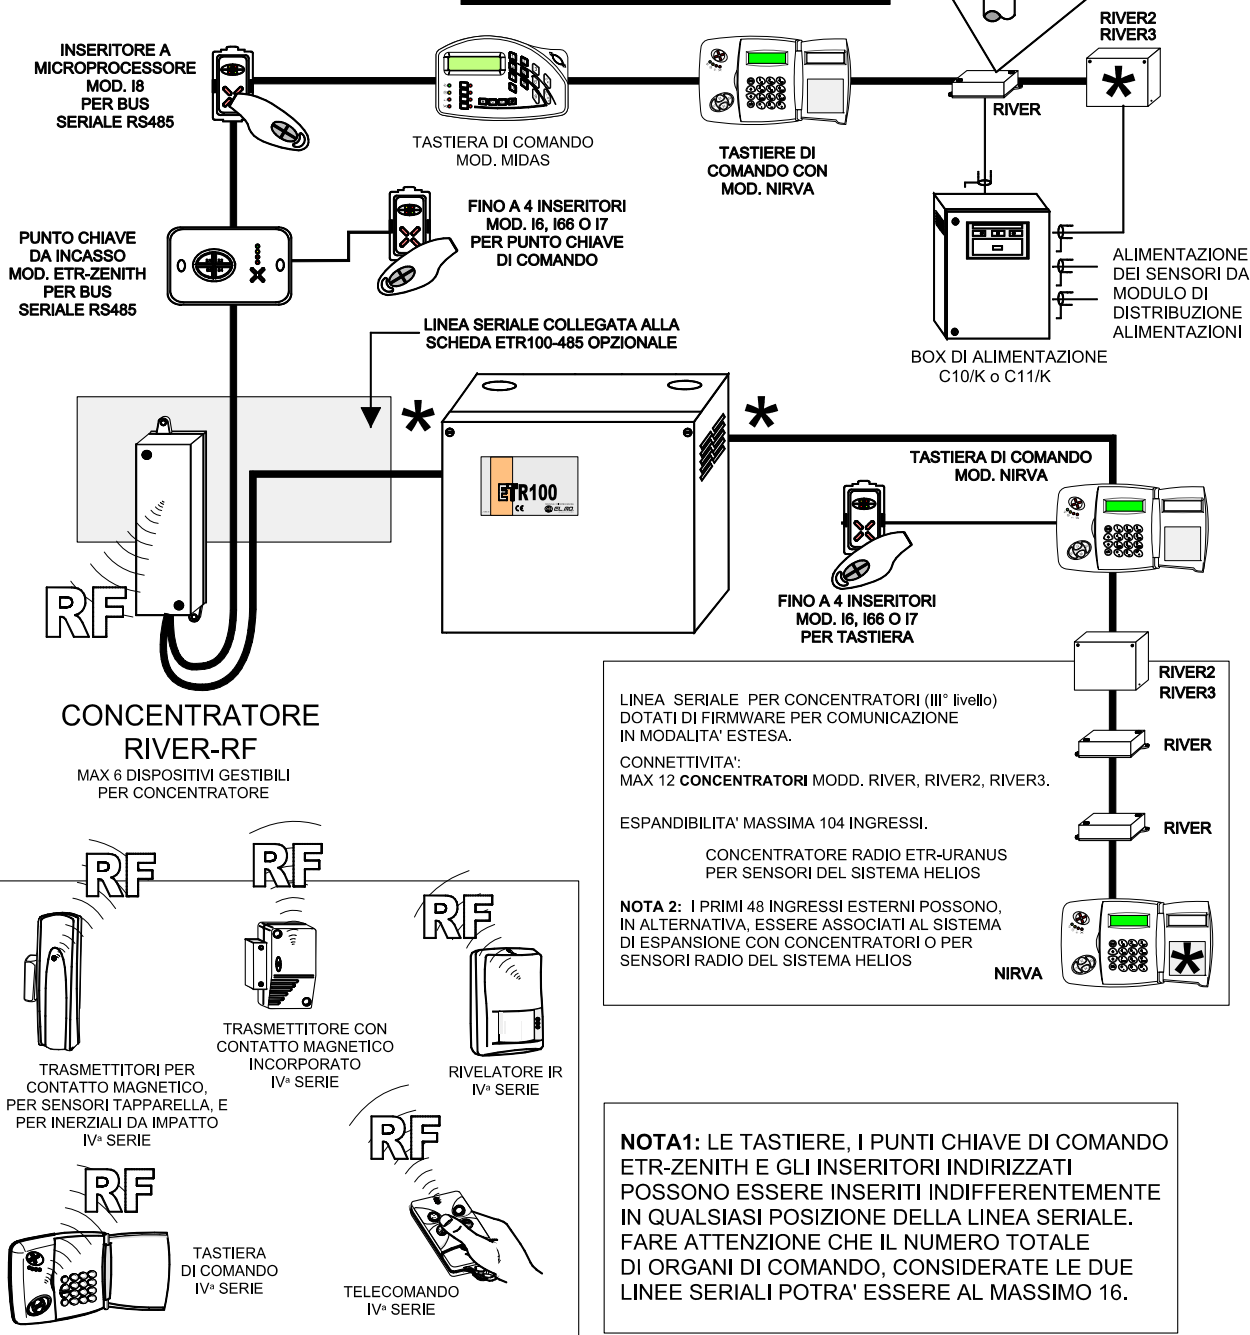 RIVER2
RIVER3
INSERITORE A
MICROPROCESSORE
MOD. I8
PER BUS
SERIALE RS485
TASTIERA DI COMANDO
MOD. MIDAS
TASTIERE DI
COMANDO CON
MOD. NIRVA
RIVER
PUNTO CHIAVE
DA INCASSO
MOD. ETR-ZENITH
PER BUS
SERIALE RS485
FINO A 4 INSERITORI
MOD. I6, I66 O I7
PER PUNTO CHIAVE
DI COMANDO
ALIMENTAZIONE
DEI SENSORI DA
MODULO DI
DISTRIBUZIONE
ALIMENTAZIONI
BOX DI ALIMENTAZIONE
C10/K o C11/K
LINEA SERIALE COLLEGATA ALLA
SCHEDA ETR100-485 OPZIONALE
*
*
*
ETR100
CE EL.MO.
TASTIERA DI COMANDO
MOD. NIRVA
FINO A 4 INSERITORI
MOD. I6, I66 O I7
PER TASTIERA
RF
CONCENTRATORE
RIVER-RF
MAX 6 DISPOSITIVI GESTIBILI
PER CONCENTRATORE
RIVER2
RIVER3
LINEA SERIALE PER CONCENTRATORI (III° livello)
DOTATI DI FIRMWARE PER COMUNICAZIONE
IN MODALITA' ESTESA.
CONNETTIVITA':
MAX 12 CONCENTRATORI MODD. RIVER, RIVER2, RIVER3.
RIVER
ESPANDIBILITA' MASSIMA 104 INGRESSI.
RIVER
CONCENTRATORE RADIO ETR-URANUS
PER SENSORI DEL SISTEMA HELIOS
NOTA 2: I PRIMI 48 INGRESSI ESTERNI POSSONO,
IN ALTERNATIVA, ESSERE ASSOCIATI AL SISTEMA
DI ESPANSIONE CON CONCENTRATORI O PER
SENSORI RADIO DEL SISTEMA HELIOS
NIRVA
*
RF
RF
RF
TRASMETTITORI PER
CONTATTO MAGNETICO,
PER SENSORI TAPPARELLA, E
PER INERZIALI DA IMPATTO
IVª SERIE
TRASMETTITORE CON
CONTATTO MAGNETICO
INCORPORATO
IVª SERIE
RIVELATORE IR
IVª SERIE
RF
TASTIERA
DI COMANDO
IVª SERIE
RF
TELECOMANDO
IVª SERIE
NOTA1: LE TASTIERE, I PUNTI CHIAVE DI COMANDO
ETR-ZENITH E GLI INSERITORI INDIRIZZATI
POSSONO ESSERE INSERITI INDIFFERENTEMENTE
IN QUALSIASI POSIZIONE DELLA LINEA SERIALE.
FARE ATTENZIONE CHE IL NUMERO TOTALE
DI ORGANI DI COMANDO, CONSIDERATE LE DUE
LINEE SERIALI POTRA' ESSERE AL MASSIMO 16.